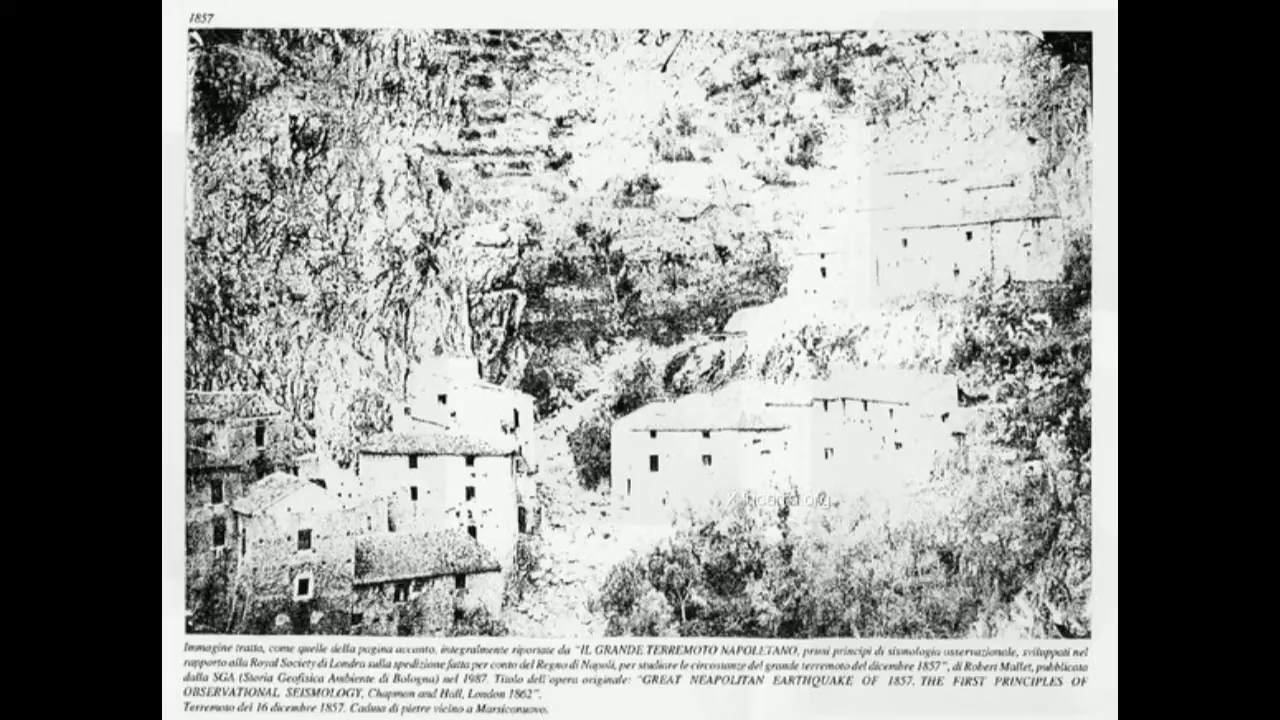 1857
Immagine tratta, come quelle della pagina accanto, integralmente riportate da "IL GRANDE TERREMOTO NAPOLETANO, primi principi di sismologia osservazionale, sviluppati nel
rapporto alla Royal Society di Londra sulla spedizione fatta per conto del Regno di Napoli, per studiare le circostanze del grande terremoto del dicembre 1857", di Robert Mallet, pubblicata
dalla SGA (Storia Geofisica Ambiente di Bologna) nel 1987. Titolo dell'opera originale: "GREAT NEAPOLITAN EARTHQUAKE OF 1857. THE FIRST PRINCIPLES OF
OBSERVATIONAL SEISMOLOGY, Chapman and Hall, London 1862".
Terremoto del 16 dicembre 1857. Caduta di pietre vicino a Marsiconuovo.